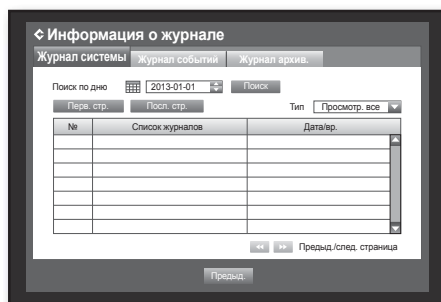 Информация о журнале
Журнал системы Журнал событий Журнал архив.
Поиск по дню 2013-01-01 Поиск
Перв. стр. Посл. стр. Тип Просмотр. все
№ Список журналов Дата/вр.
Предыд./след. страница
Предыд.